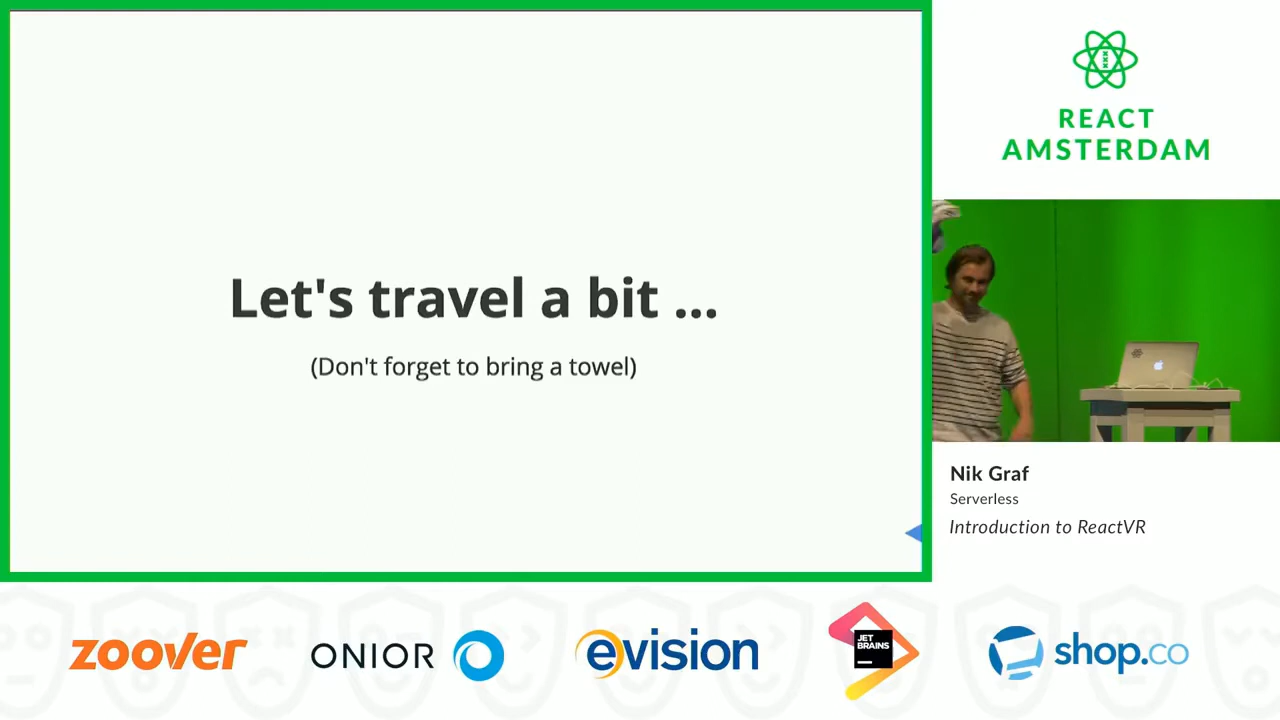 Let's travel a bit ...
(Don't forget to bring a towel)
REACT
AMSTERDAM
Nik Graf
Serverless
Introduction to ReactVR
zoover
ONIOR
evision
JET
BRAINS
shop.co